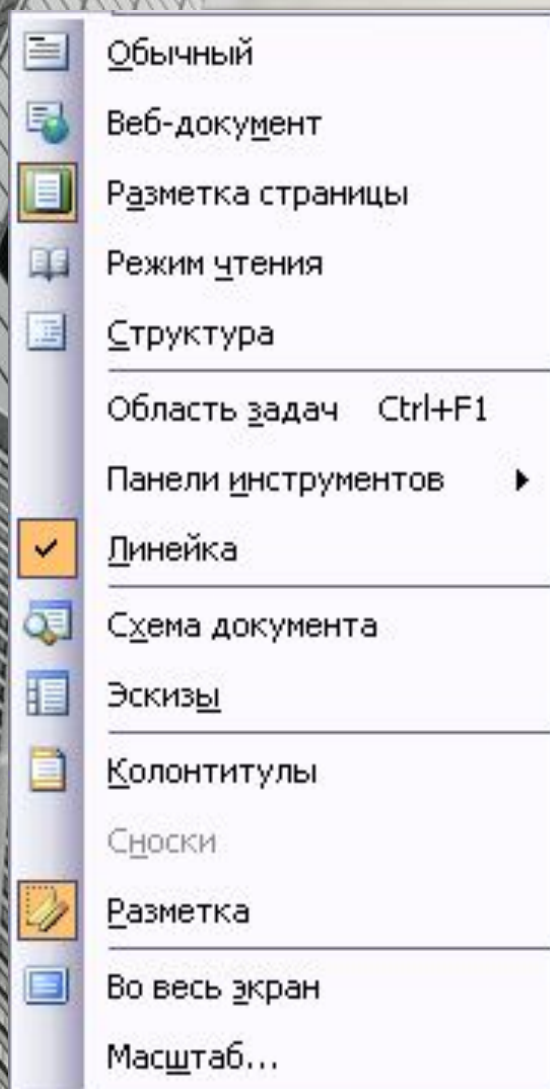 Обычный
Веб-документ
Разметка страницы
Режим чтения
Структура
Область задач Ctrl+F1
Панели инструментов
Линейка
Схема документа
Эскизы
Колонтитулы
Сноски
Разметка
Во весь экран
Масштаб...